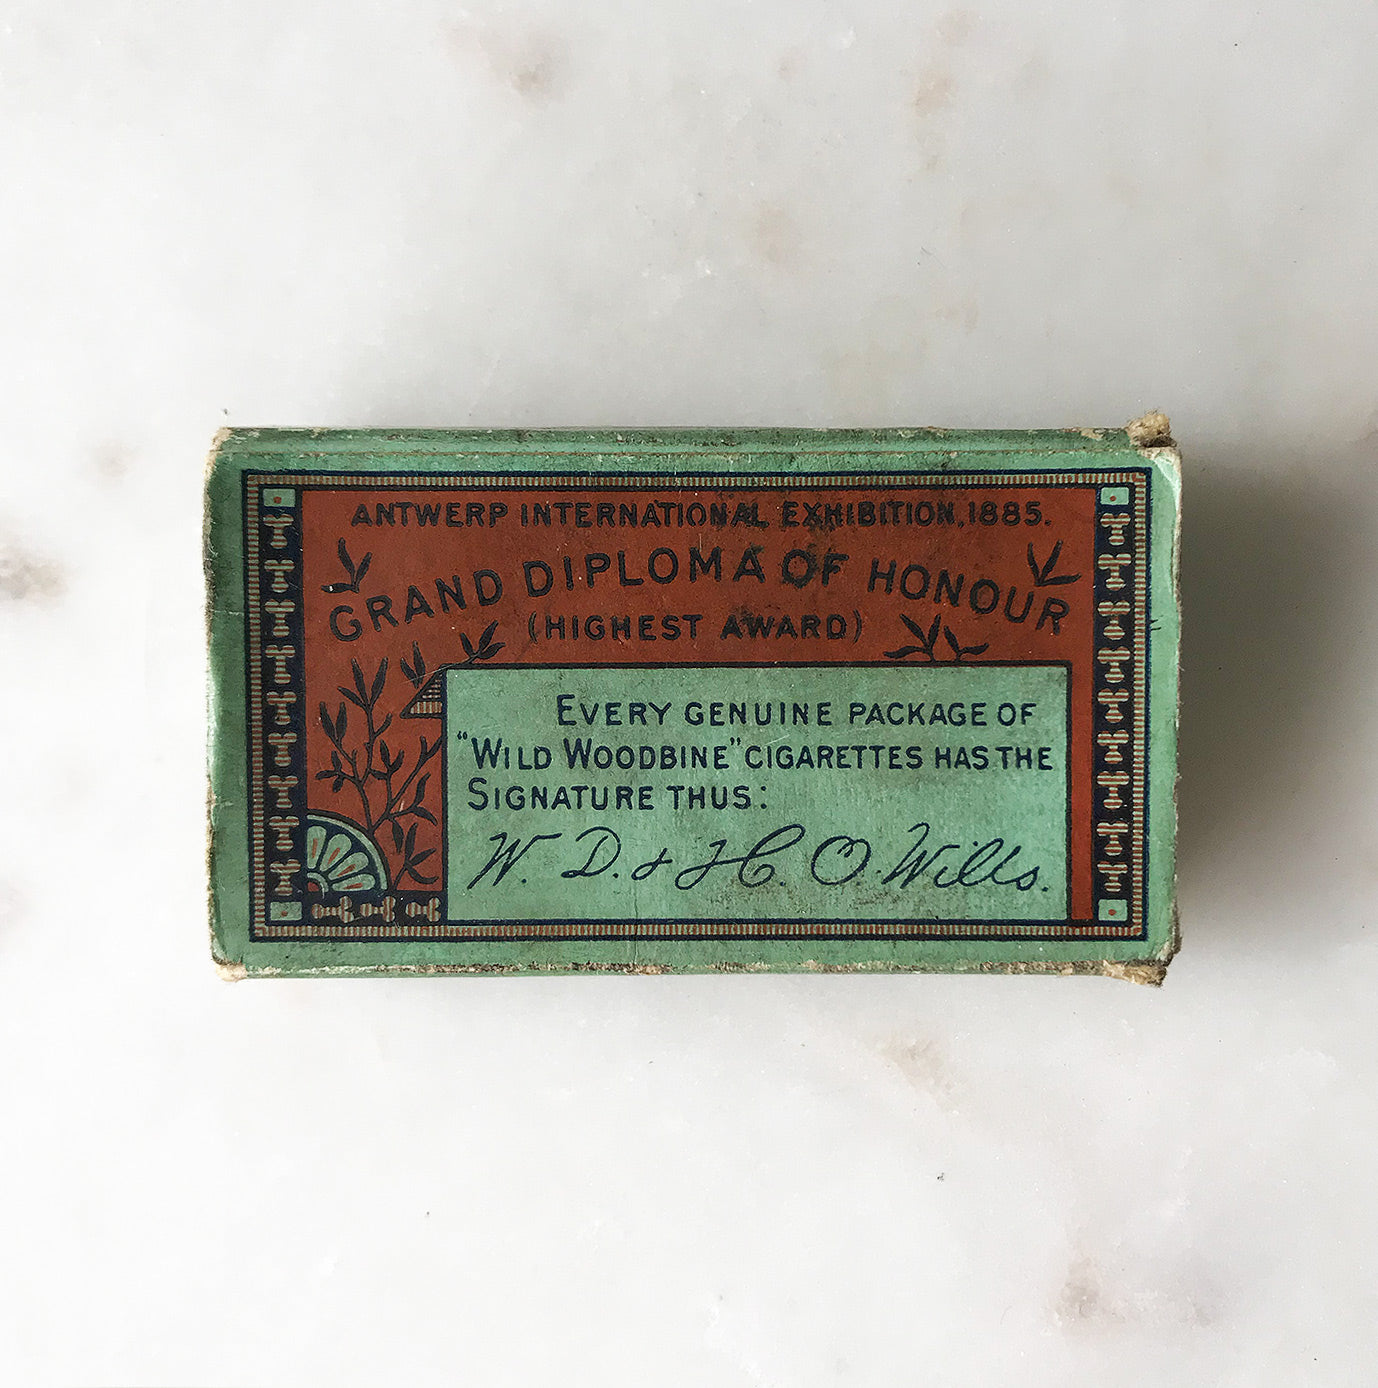 ANTWERP INTERNATIONAL EXHIBITION, 1885.
GRAND DIPLOMA OF HONOUR
(HIGHEST AWARD)
EVERY GENUINE PACKAGE OF
"WILD WOODBINE" CIGARETTES HAS THE
SIGNATURE THUS:
W. D. & H. O. Wills.